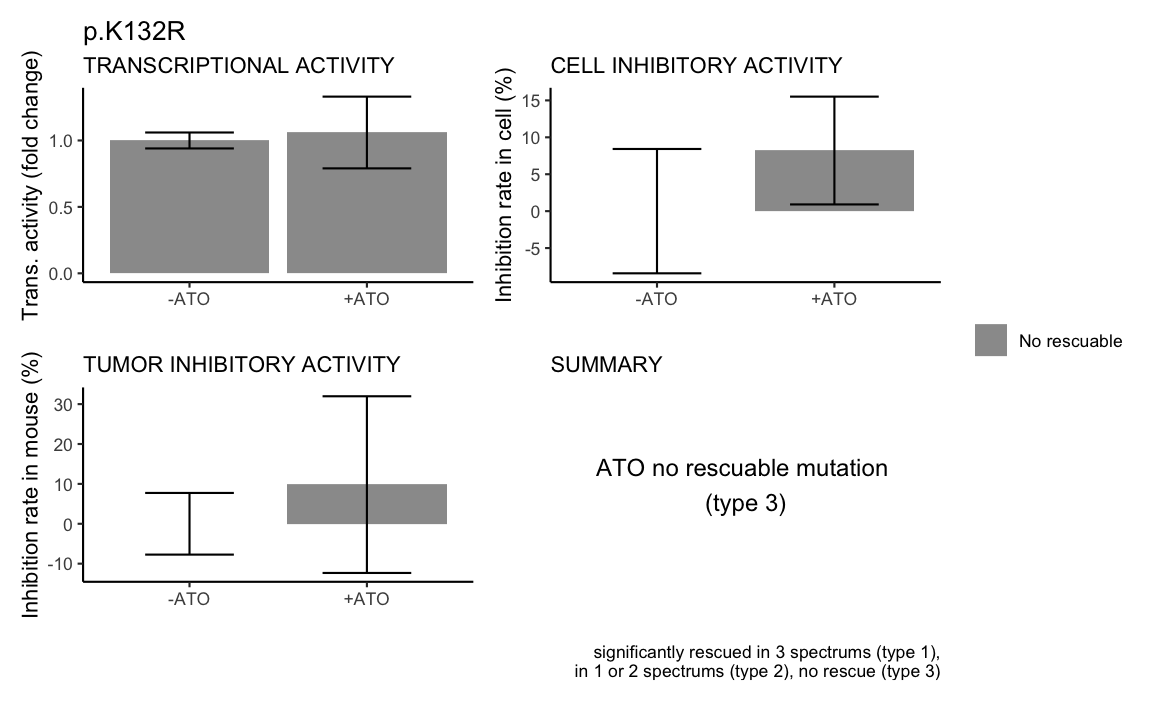 p.K132R
TRANSCRIPTIONAL ACTIVITY
Trans. activity (fold change)
1.0
0.5
0.0
-ATO
+ATO
CELL INHIBITORY ACTIVITY
Inhibition rate in cell (%)
15
10
5
0
-5
-ATO
+ATO
No rescuable
TUMOR INHIBITORY ACTIVITY
Inhibition rate in mouse (%)
30
20
10
0
-10
-ATO
+ATO
SUMMARY
ATO no rescuable mutation
(type 3)
significantly rescued in 3 spectrums (type 1),
in 1 or 2 spectrums (type 2), no rescue (type 3)